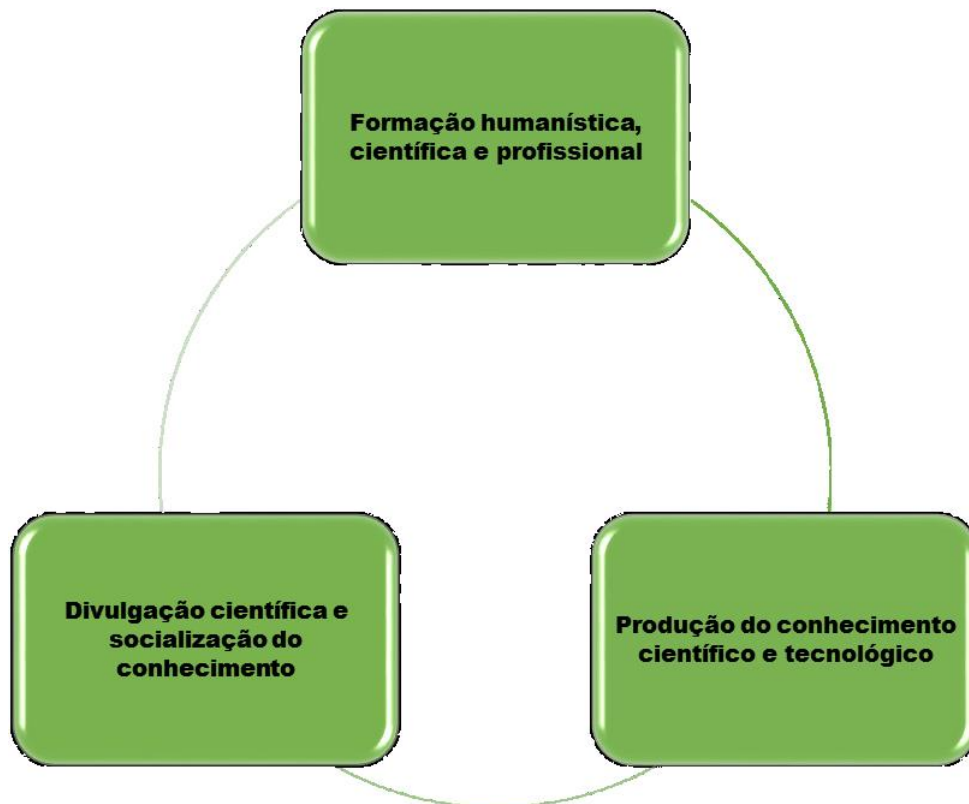 Formação humanística,
científica e profissional
Divulgação científica e
socialização do
conhecimento
Produção do conhecimento
científico e tecnológico